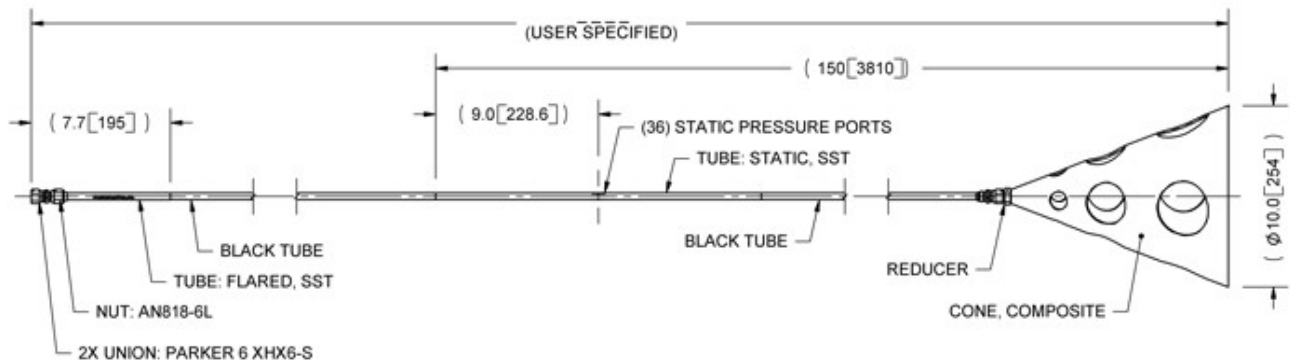 (USER SPECIFIED)
( 150[3810])
( 7.7[195] )
( 9.0[228.6] )
(36) STATIC PRESSURE PORTS
TUBE: STATIC, SST
( Ø10.0[254] )
BLACK TUBE
BLACK TUBE
TUBE: FLARED, SST
REDUCER
NUT: AN818-6L
CONE, COMPOSITE
2X UNION: PARKER 6 XHX6-S